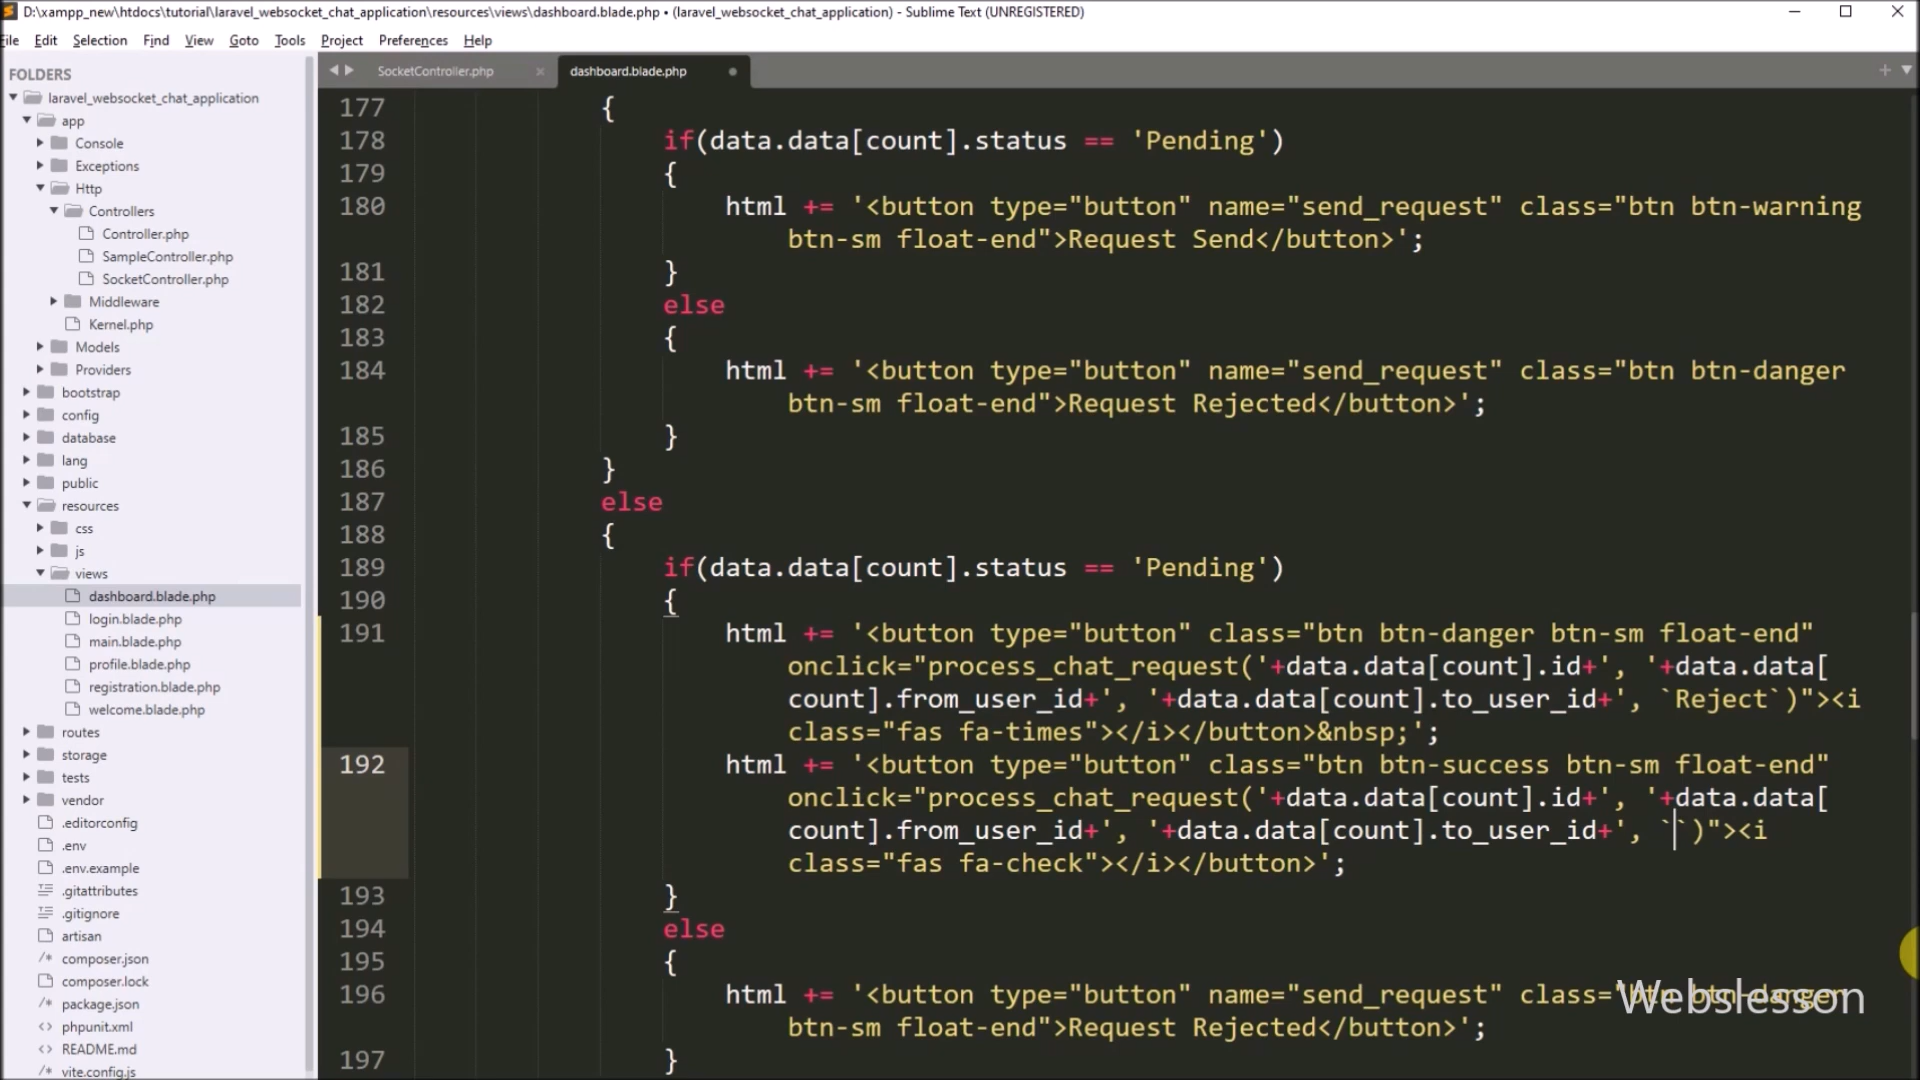 D:\xampp_new\htdocs\tutorial\laravel_websocket_chat_application\resources\views\dashboard.blade.php • (laravel_websocket_chat_application) - Sublime Text (UNREGISTERED)
File Edit Selection Find View Goto Tools Project Preferences Help
FOLDERS
laravel_websocket_chat_application
app
Console
Exceptions
Http
Controllers
Controller.php
SampleController.php
SocketController.php
Middleware
Kernel.php
Models
Providers
bootstrap
config
database
lang
public
resources
css
js
views
dashboard.blade.php
login.blade.php
main.blade.php
profile.blade.php
registration.blade.php
welcome.blade.php
routes
storage
tests
vendor
.editorconfig
.env
.env.example
.gitattributes
.gitignore
artisan
composer.json
composer.lock
package.json
phpunit.xml
README.md
vite.config.js
SocketController.php × dashboard.blade.php •
177 {
178 if(data.data[count].status == 'Pending')
179 {
180 html += '<button type="button" name="send_request" class="btn btn-warning
btn-sm float-end">Request Send</button>';
181 }
182 else
183 {
184 html += '<button type="button" name="send_request" class="btn btn-danger
btn-sm float-end">Request Rejected</button>';
185 }
186 }
187 else
188 {
189 if(data.data[count].status == 'Pending')
190 {
191 html += '<button type="button" class="btn btn-danger btn-sm float-end"
onclick="process_chat_request('+data.data[count].id+', '+data.data[
count].from_user_id+', '+data.data[count].to_user_id+', `Reject`)"><i
class="fas fa-times"></i></button>&nbsp;';
192 html += '<button type="button" class="btn btn-success btn-sm float-end"
onclick="process_chat_request('+data.data[count].id+', '+data.data[
count].from_user_id+', '+data.data[count].to_user_id+', ``)"><i
class="fas fa-check"></i></button>';
193 }
194 else
195 {
196 html += '<button type="button" name="send_request" class="btn btn-danger
btn-sm float-end">Request Rejected</button>';
197 }
Webslesson